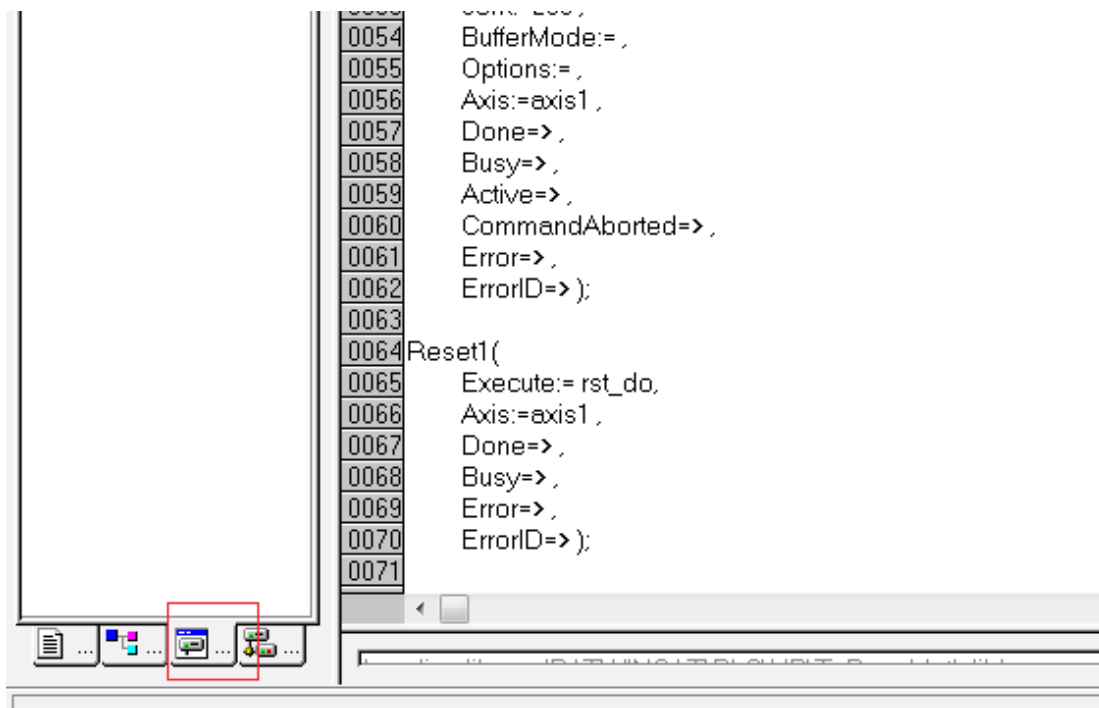 0054 BufferMode:= ,
0055 Options:= ,
0056 Axis:=axis1 ,
0057 Done=> ,
0058 Busy=> ,
0059 Active=> ,
0060 CommandAborted=> ,
0061 Error=> ,
0062 ErrorID=> );
0063
0064 Reset1(
0065 Execute:= rst_do,
0066 Axis:=axis1 ,
0067 Done=> ,
0068 Busy=> ,
0069 Error=> ,
0070 ErrorID=> );
0071
... ... ... ...